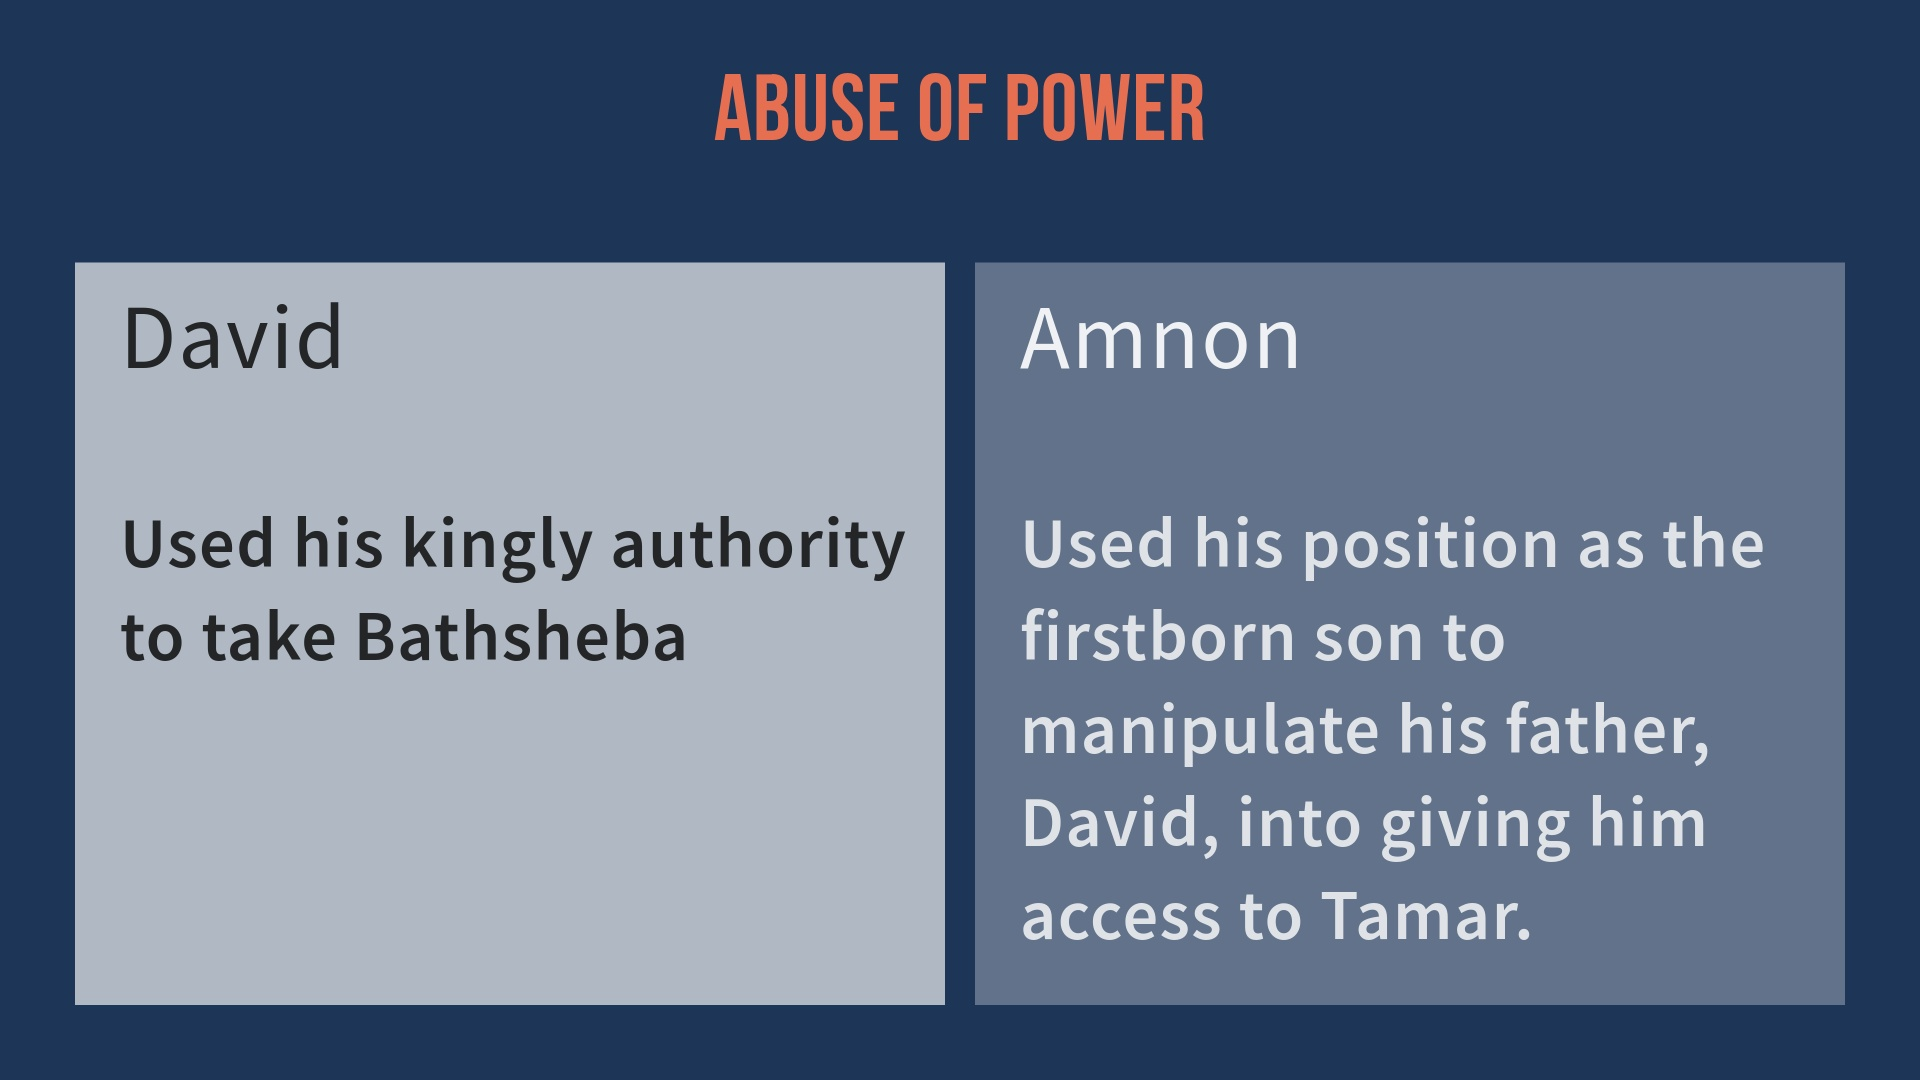 ABUSE OF POWER
David
Used his kingly authority
to take Bathsheba
Amnon
Used his position as the
firstborn son to
manipulate his father,
David, into giving him
access to Tamar.